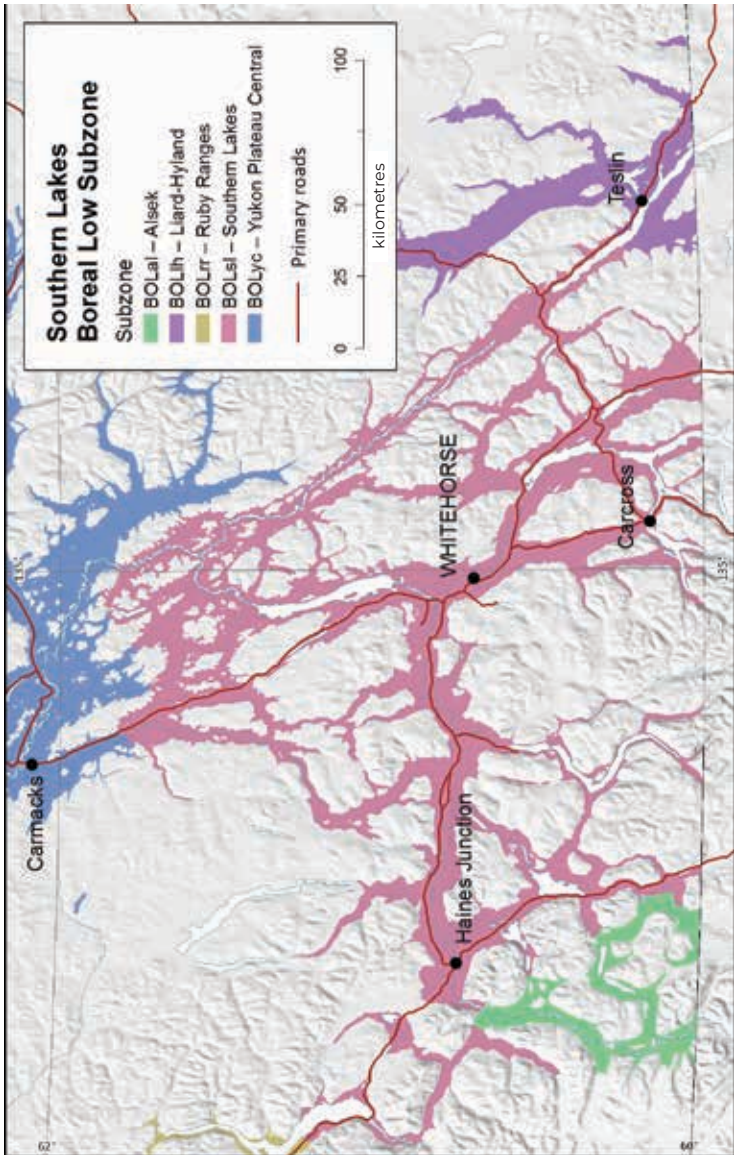 Southern Lakes
Boreal Low Subzone
Subzone
BOLal – Alsek
BOLlh – Liard-Hyland
BOLrr – Ruby Ranges
BOLsl – Southern Lakes
BOLyc – Yukon Plateau Central
Primary roads
0 25 50 100
kilometres
62°
135°
Carmacks
WHITEHORSE
Haines Junction
Teslin
Carcross
60°
135°